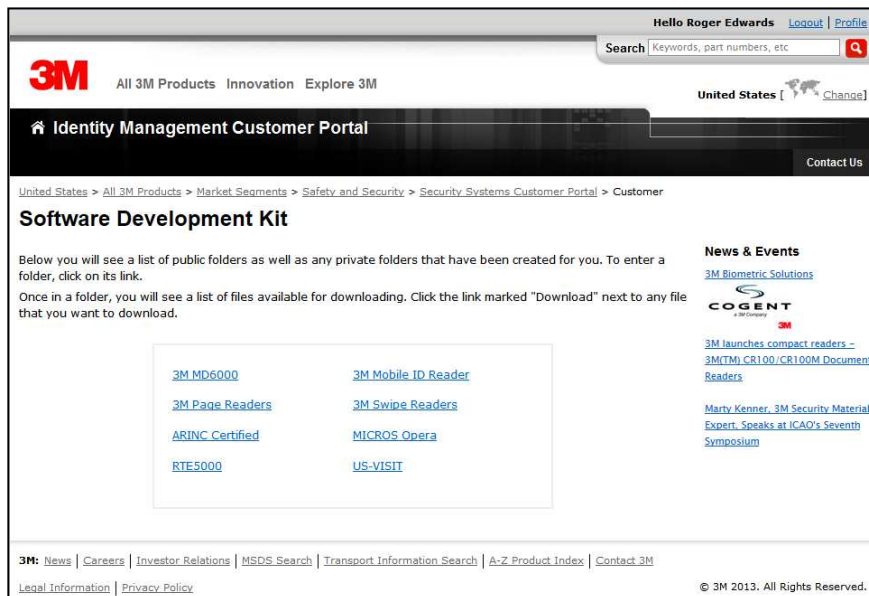 Hello Roger Edwards Logout | Profile
Search Keywords, part numbers, etc
3M All 3M Products Innovation Explore 3M
United States [ Change]
Identity Management Customer Portal
Contact Us
United States > All 3M Products > Market Segments > Safety and Security > Security Systems Customer Portal > Customer
Software Development Kit
Below you will see a list of public folders as well as any private folders that have been created for you. To enter a
folder, click on its link.
Once in a folder, you will see a list of files available for downloading. Click the link marked "Download" next to any file
that you want to download.
3M MD6000 3M Mobile ID Reader
3M Page Readers 3M Swipe Readers
ARINC Certified MICROS Opera
RTE5000 US-VISIT
News & Events
3M Biometric Solutions
COGENT
a 3M Company
3M
3M launches compact readers –
3M(TM) CR100/CR100M Document
Readers
Marty Kenner, 3M Security Material
Expert, Speaks at ICAO's Seventh
Symposium
3M: News | Careers | Investor Relations | MSDS Search | Transport Information Search | A-Z Product Index | Contact 3M
Legal Information | Privacy Policy
© 3M 2013. All Rights Reserved.